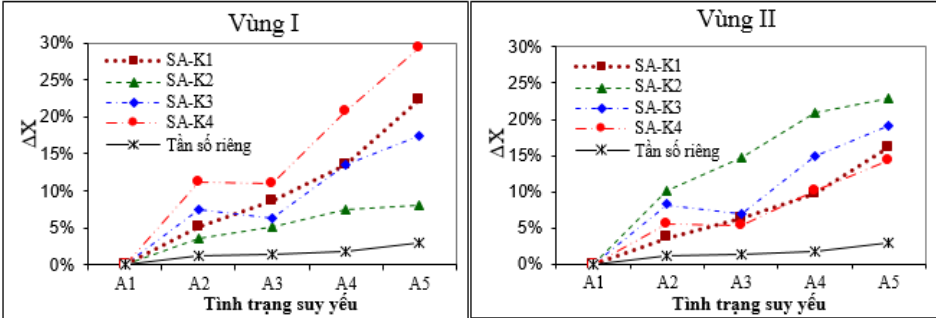 Vùng I
30%
25%
20%
15%
10%
5%
0%
ΔX
SA-K1
SA-K2
SA-K3
SA-K4
Tần số riêng
A1 A2 A3 A4 A5
Tình trạng suy yếu
Vùng II
30%
25%
20%
15%
10%
5%
0%
ΔX
SA-K1
SA-K2
SA-K3
SA-K4
Tần số riêng
A1 A2 A3 A4 A5
Tình trạng suy yếu